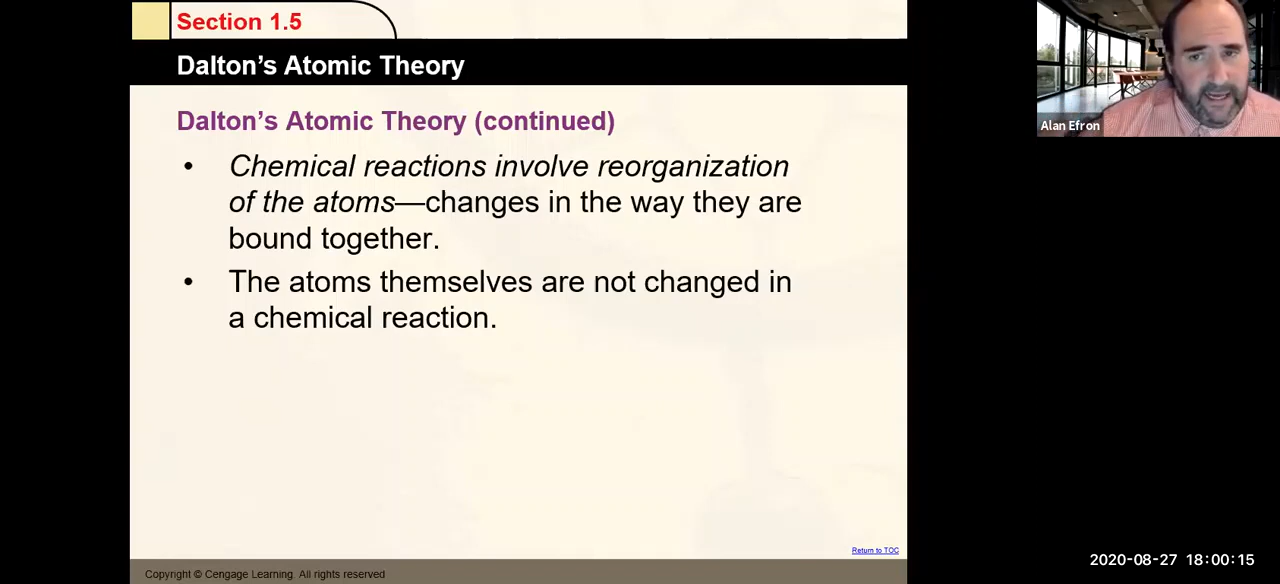 Section 1.5
Dalton's Atomic Theory
Dalton's Atomic Theory (continued)
• Chemical reactions involve reorganization
of the atoms—changes in the way they are
bound together.
• The atoms themselves are not changed in
a chemical reaction.
Return to TOC
Copyright © Cengage Learning. All rights reserved
Alan Efron
2020-08-27 18:00:15